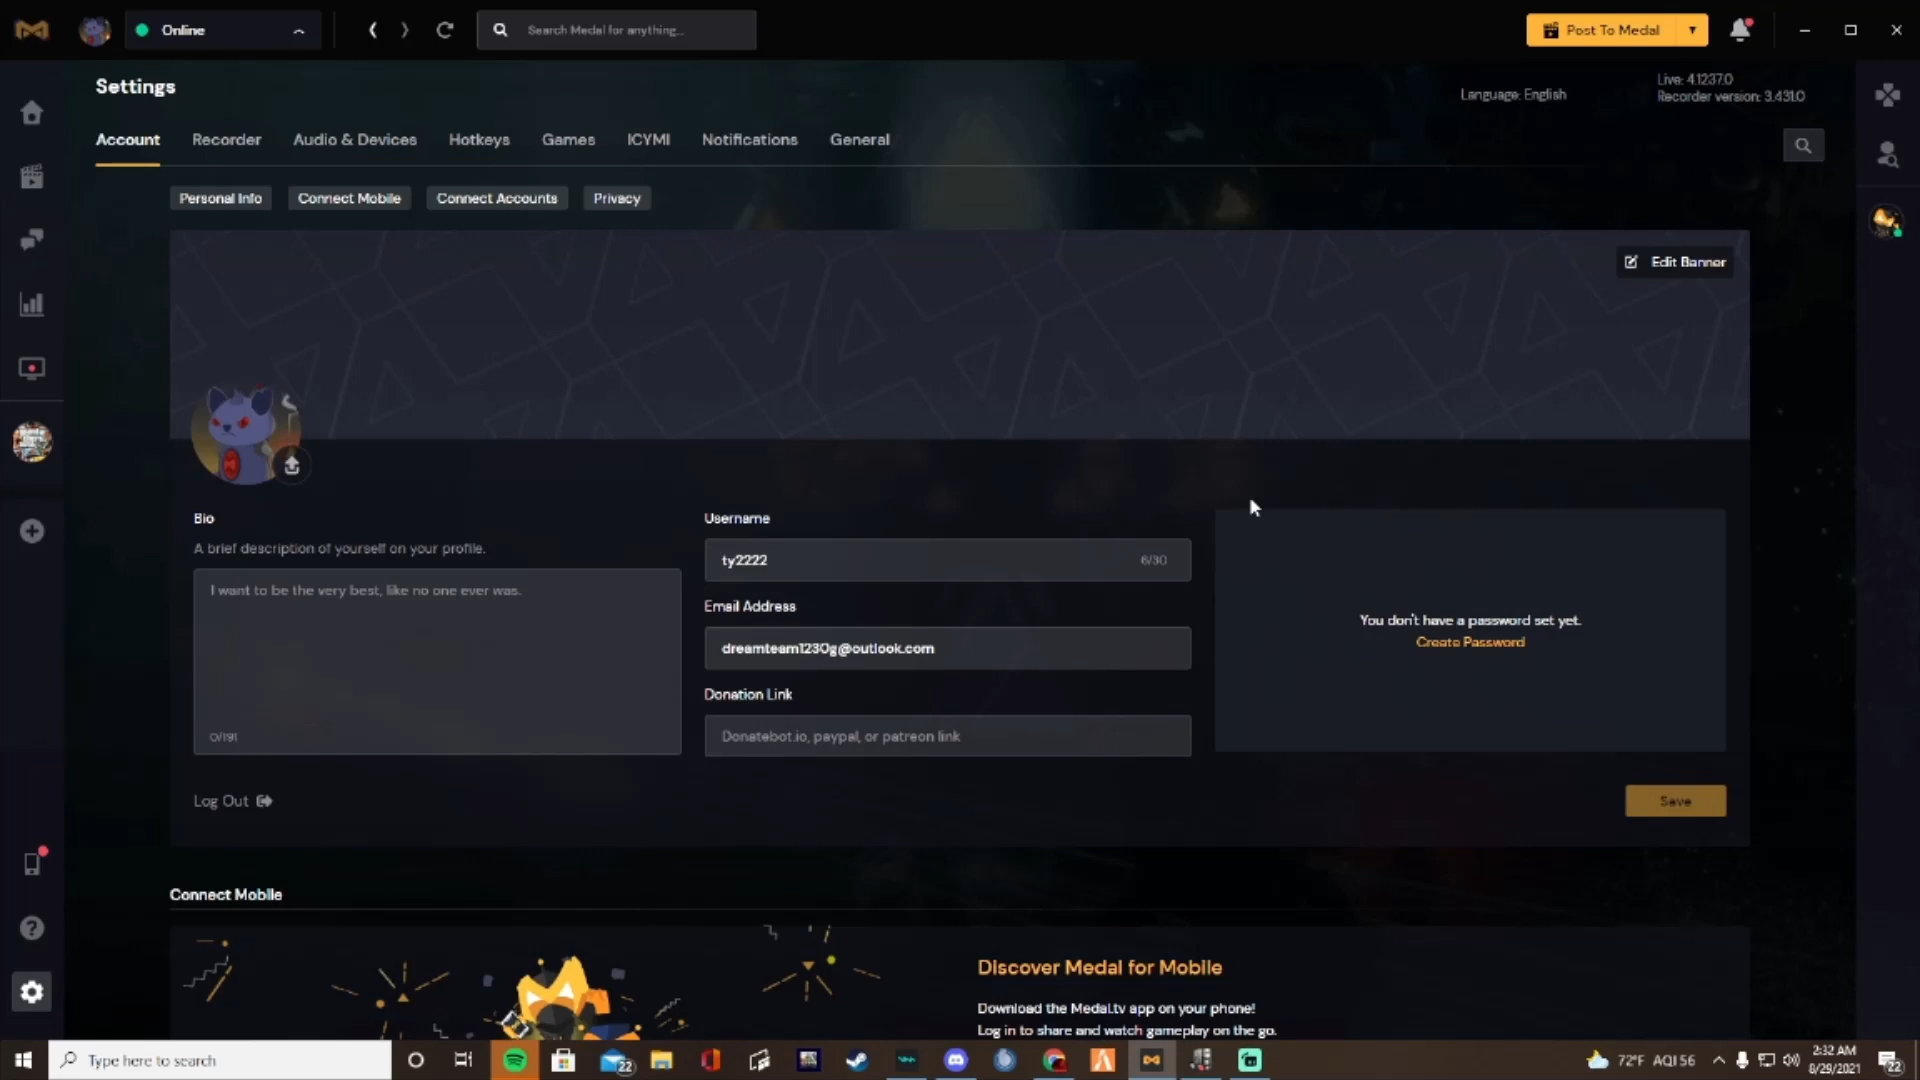 Online
Search Medal for anything...
Post To Medal
Settings
Language: English
Live: 4.1237.0
Recorder version: 3.431.0
Account
Recorder
Audio & Devices
Hotkeys
Games
ICYMI
Notifications
General
Personal Info
Connect Mobile
Connect Accounts
Privacy
Edit Banner
Bio
A brief description of yourself on your profile.
I want to be the very best, like no one ever was.
0/191
Username
ty2222
6/30
Email Address
dreamteam1230g@outlook.com
Donation Link
Donatebot.io, paypal, or patreon link
You don't have a password set yet.
Create Password
Log Out
Save
Connect Mobile
Discover Medal for Mobile
Download the Medal.tv app on your phone!
Log in to share and watch gameplay on the go.
Type here to search
22
72°F AQI 56
2:32 AM
8/29/2021
22